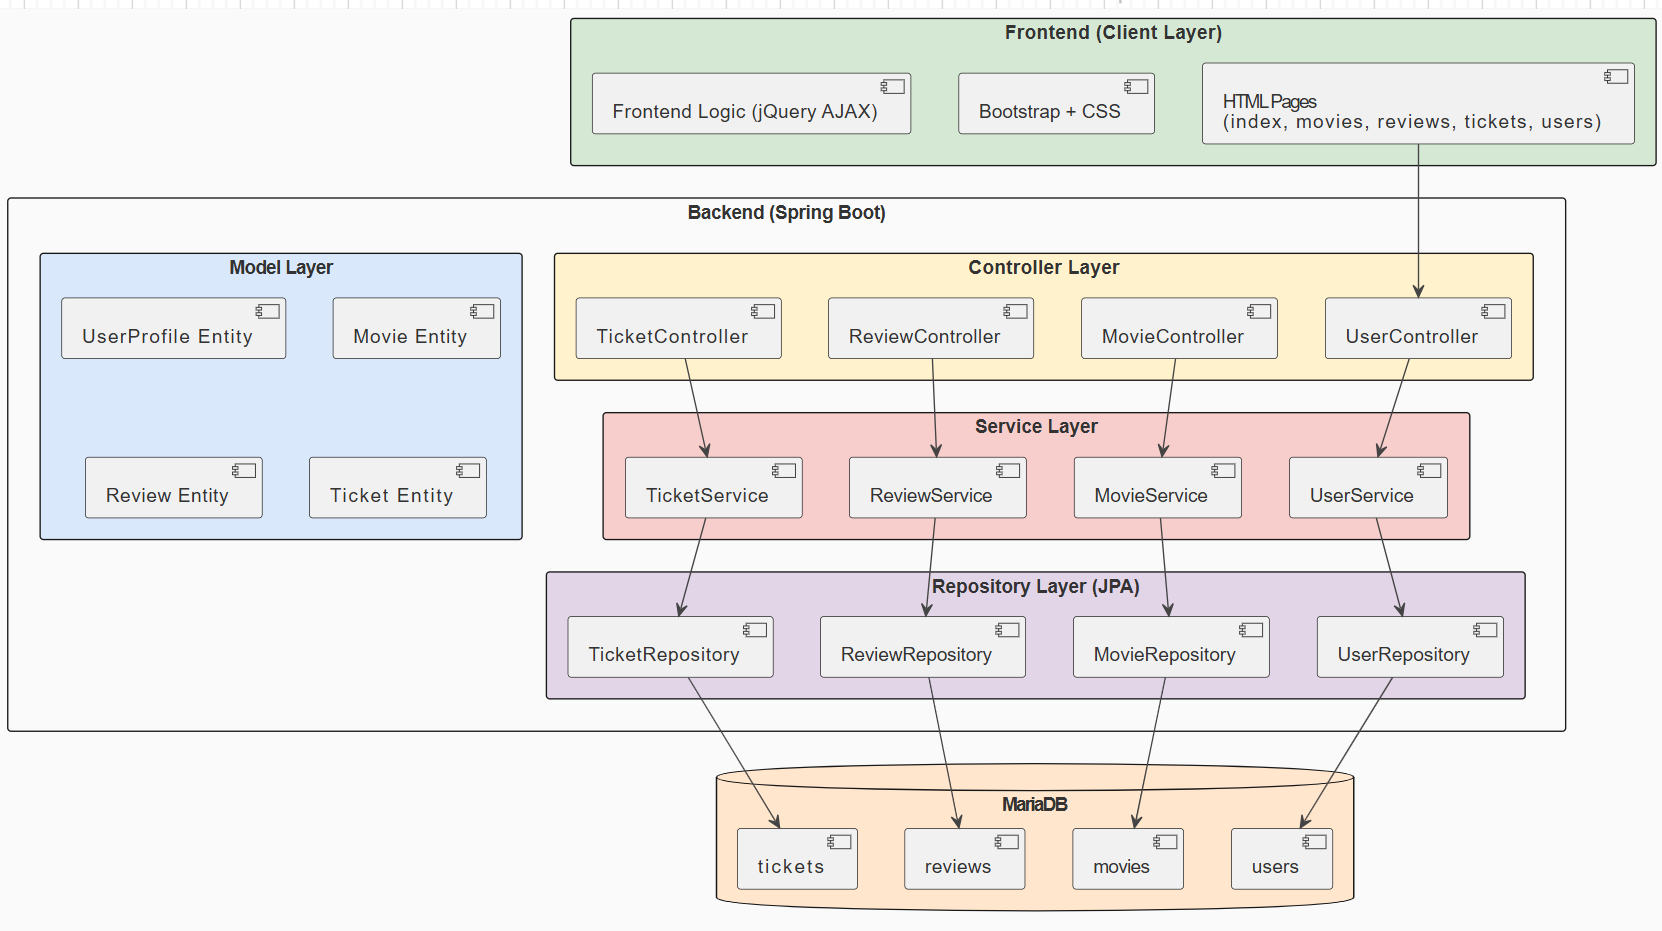 Frontend (Client Layer)
Frontend Logic (jQuery AJAX)
Bootstrap + CSS
HTML Pages
(index, movies, reviews, tickets, users)
Backend (Spring Boot)
Model Layer
UserProfile Entity
Movie Entity
Review Entity
Ticket Entity
Controller Layer
TicketController
ReviewController
MovieController
UserController
Service Layer
TicketService
ReviewService
MovieService
UserService
Repository Layer (JPA)
TicketRepository
ReviewRepository
MovieRepository
UserRepository
MariaDB
tickets
reviews
movies
users